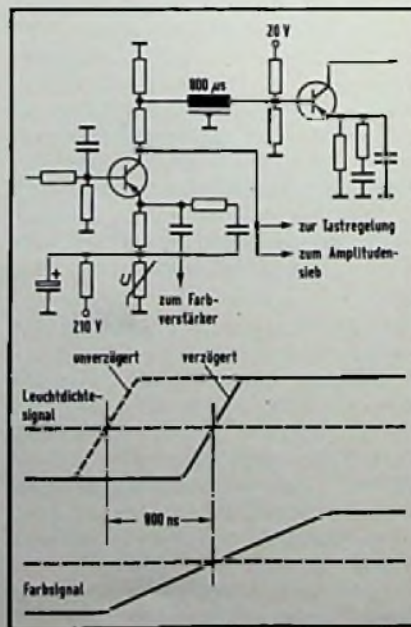 20 V
800 µs
zur Tastregelung
zum Amplituden-
sieb
+
U
zum Farb-
verstärker
210 V
unverzögert
verzögert
Leuchtdichte-
signal
800 ns
Farbsignal